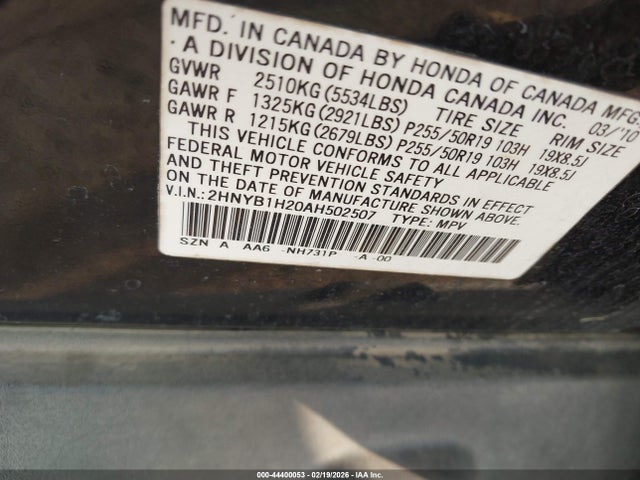 MFD. IN CANADA BY HONDA OF CANADA MFG.
· A DIVISION OF HONDA CANADA INC. 03/'10
GVWR 2510KG (5534LBS) TIRE SIZE RIM SIZE
GAWR F 1325KG (2921LBS) P255/50R19 103H 19X8.5J
GAWR R 1215KG (2679LBS) P255/50R19 103H 19X8.5J
THIS VEHICLE CONFORMS TO ALL APPLICABLE
FEDERAL MOTOR VEHICLE SAFETY
AND THEFT PREVENTION STANDARDS IN EFFECT
ON THE DATE OF MANUFACTURE SHOWN ABOVE.
V.I.N.: 2HNYB1H20AH502507 TYPE: MPV
SZN A AA6 NH731P -A -00
000-44400053 - 02/19/2026 - IAA Inc.